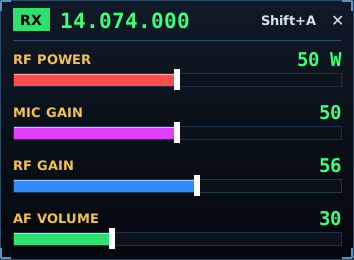 RX 14.074.000 Shift+A ×
RF POWER 50 W
MIC GAIN 50
RF GAIN 56
AF VOLUME 30